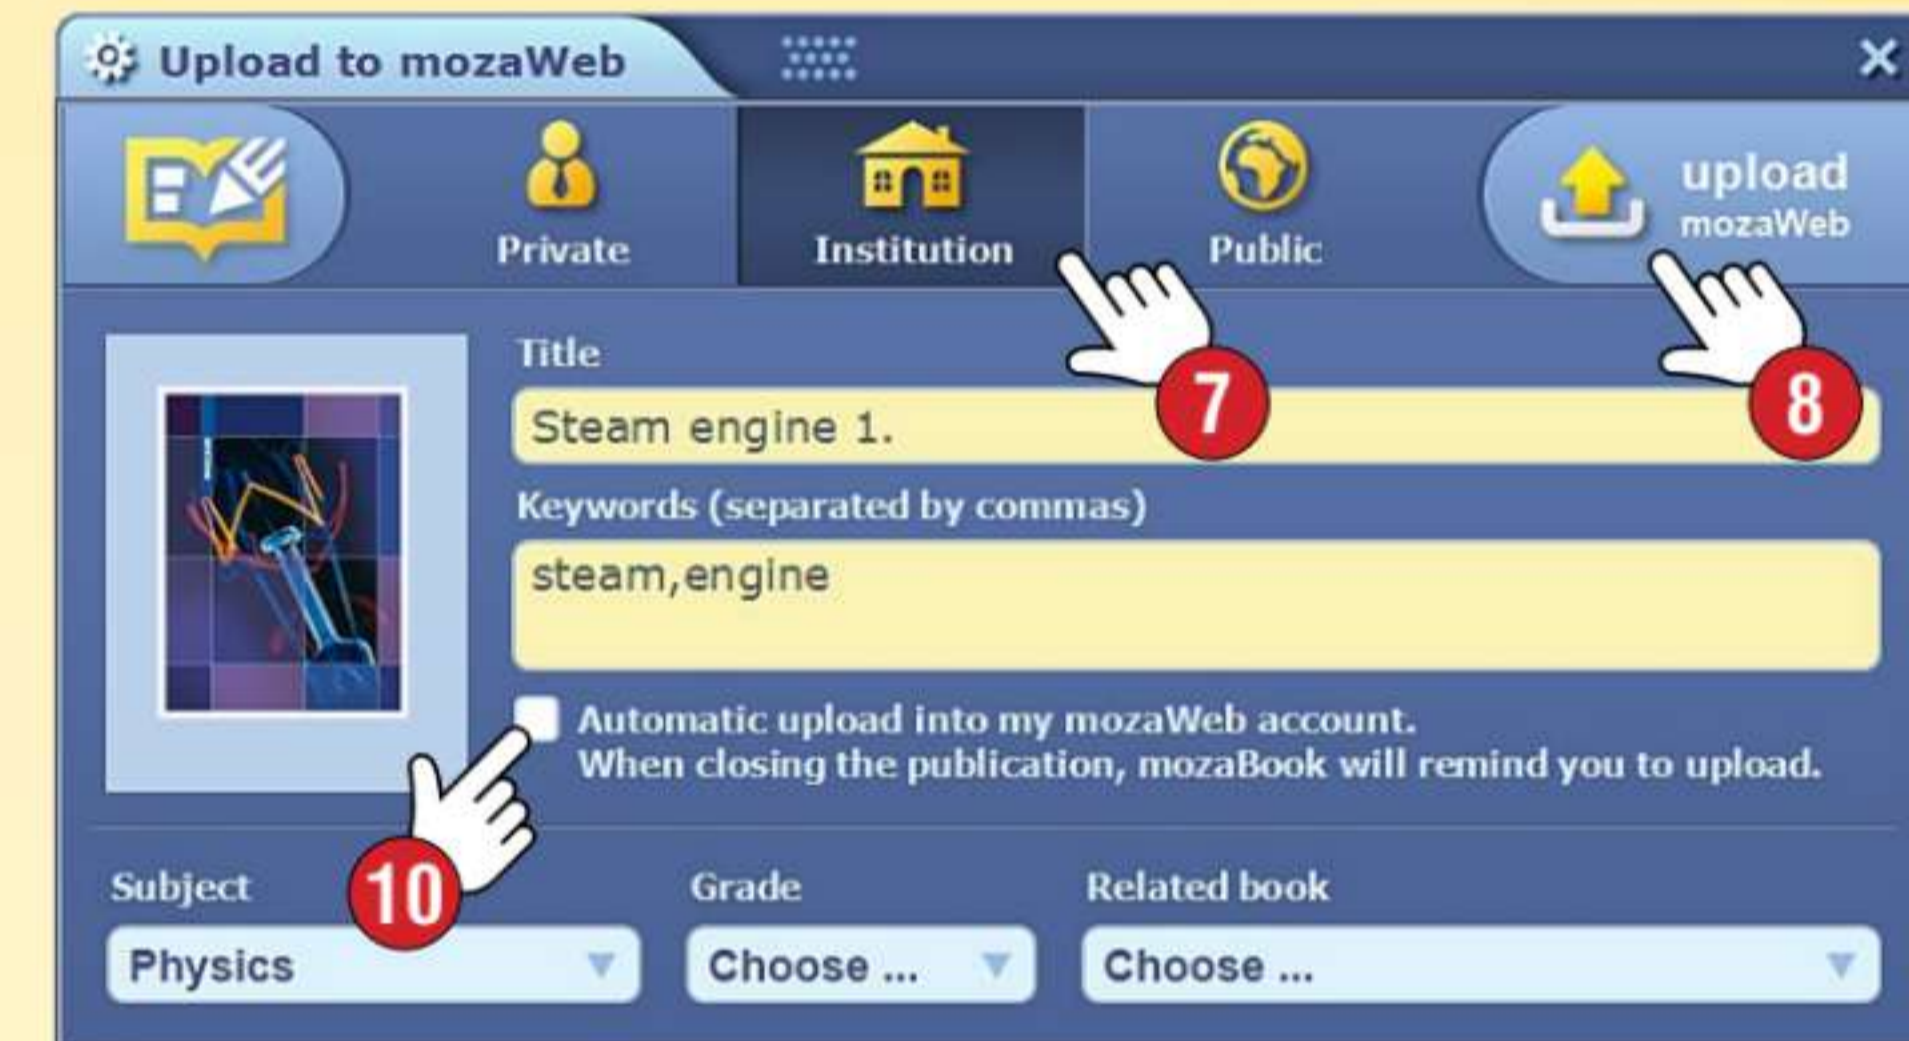 Upload to mozaWeb
Private
Institution
Public
upload
mozaWeb
7
8
Title
Steam engine 1.
Keywords (separated by commas)
steam,engine
Automatic upload into my mozaWeb account.
When closing the publication, mozaBook will remind you to upload.
10
Subject
Grade
Related book
Physics
Choose ...
Choose ...